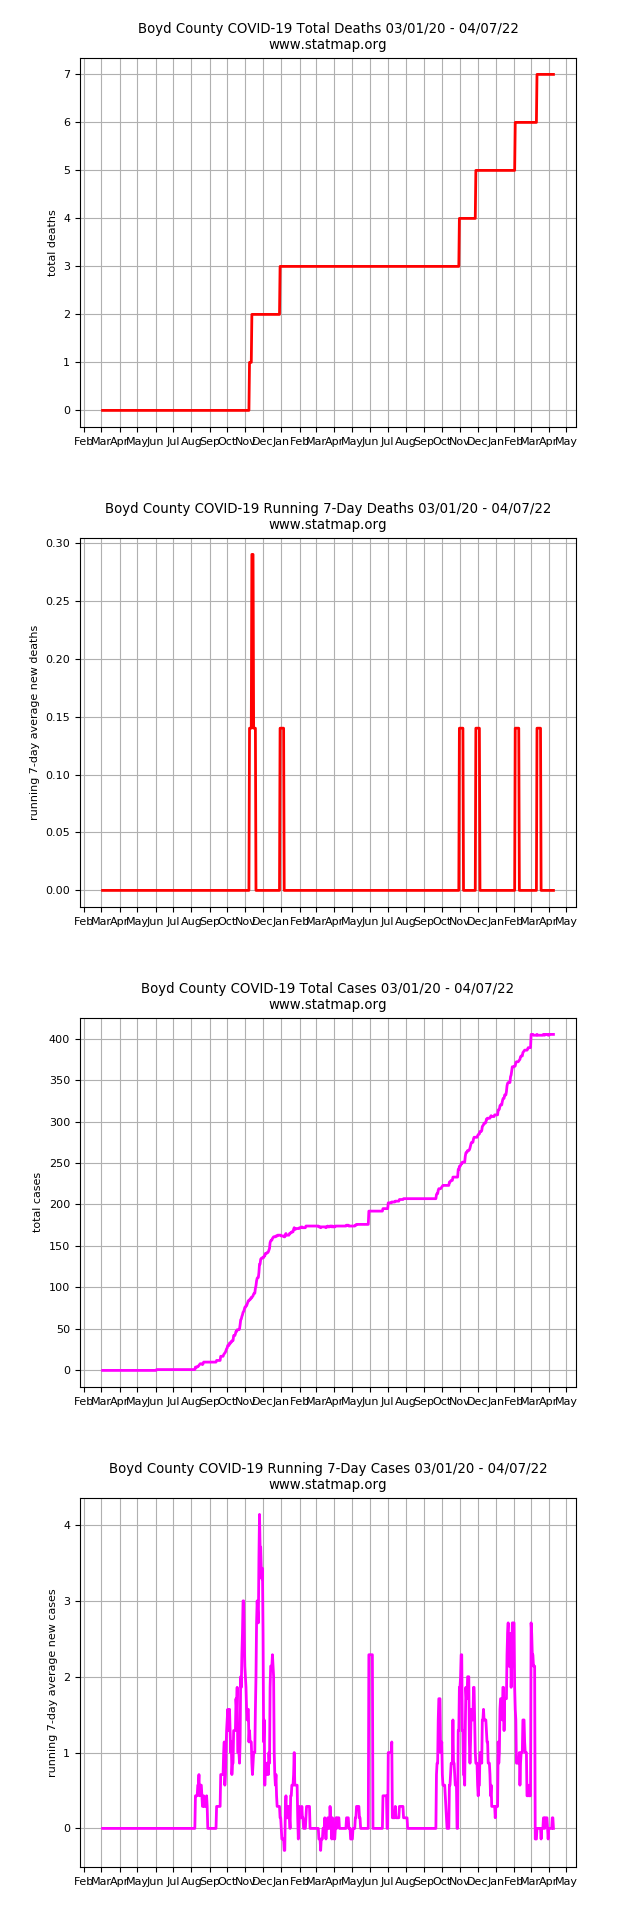 Boyd County COVID-19 Total Deaths 03/01/20 - 04/07/22
www.statmap.org
7
6
5
4
3
2
1
0
total deaths
Feb Mar Apr May Jun Jul Aug Sep Oct Nov Dec Jan Feb Mar Apr May Jun Jul Aug Sep Oct Nov Dec Jan Feb Mar Apr May
Boyd County COVID-19 Running 7-Day Deaths 03/01/20 - 04/07/22
www.statmap.org
0.30
0.25
0.20
0.15
0.10
0.05
0.00
running 7-day average new deaths
Feb Mar Apr May Jun Jul Aug Sep Oct Nov Dec Jan Feb Mar Apr May Jun Jul Aug Sep Oct Nov Dec Jan Feb Mar Apr May
Boyd County COVID-19 Total Cases 03/01/20 - 04/07/22
www.statmap.org
400
350
300
250
200
150
100
50
0
total cases
Feb Mar Apr May Jun Jul Aug Sep Oct Nov Dec Jan Feb Mar Apr May Jun Jul Aug Sep Oct Nov Dec Jan Feb Mar Apr May
Boyd County COVID-19 Running 7-Day Cases 03/01/20 - 04/07/22
www.statmap.org
4
3
2
1
0
running 7-day average new cases
Feb Mar Apr May Jun Jul Aug Sep Oct Nov Dec Jan Feb Mar Apr May Jun Jul Aug Sep Oct Nov Dec Jan Feb Mar Apr May